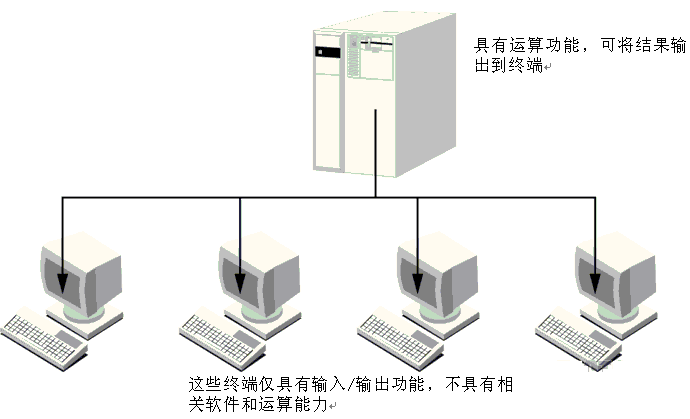 具有运算功能，可将结果输
出到终端
这些终端仅具有输入/输出功能，不具有相
关软件和运算能力